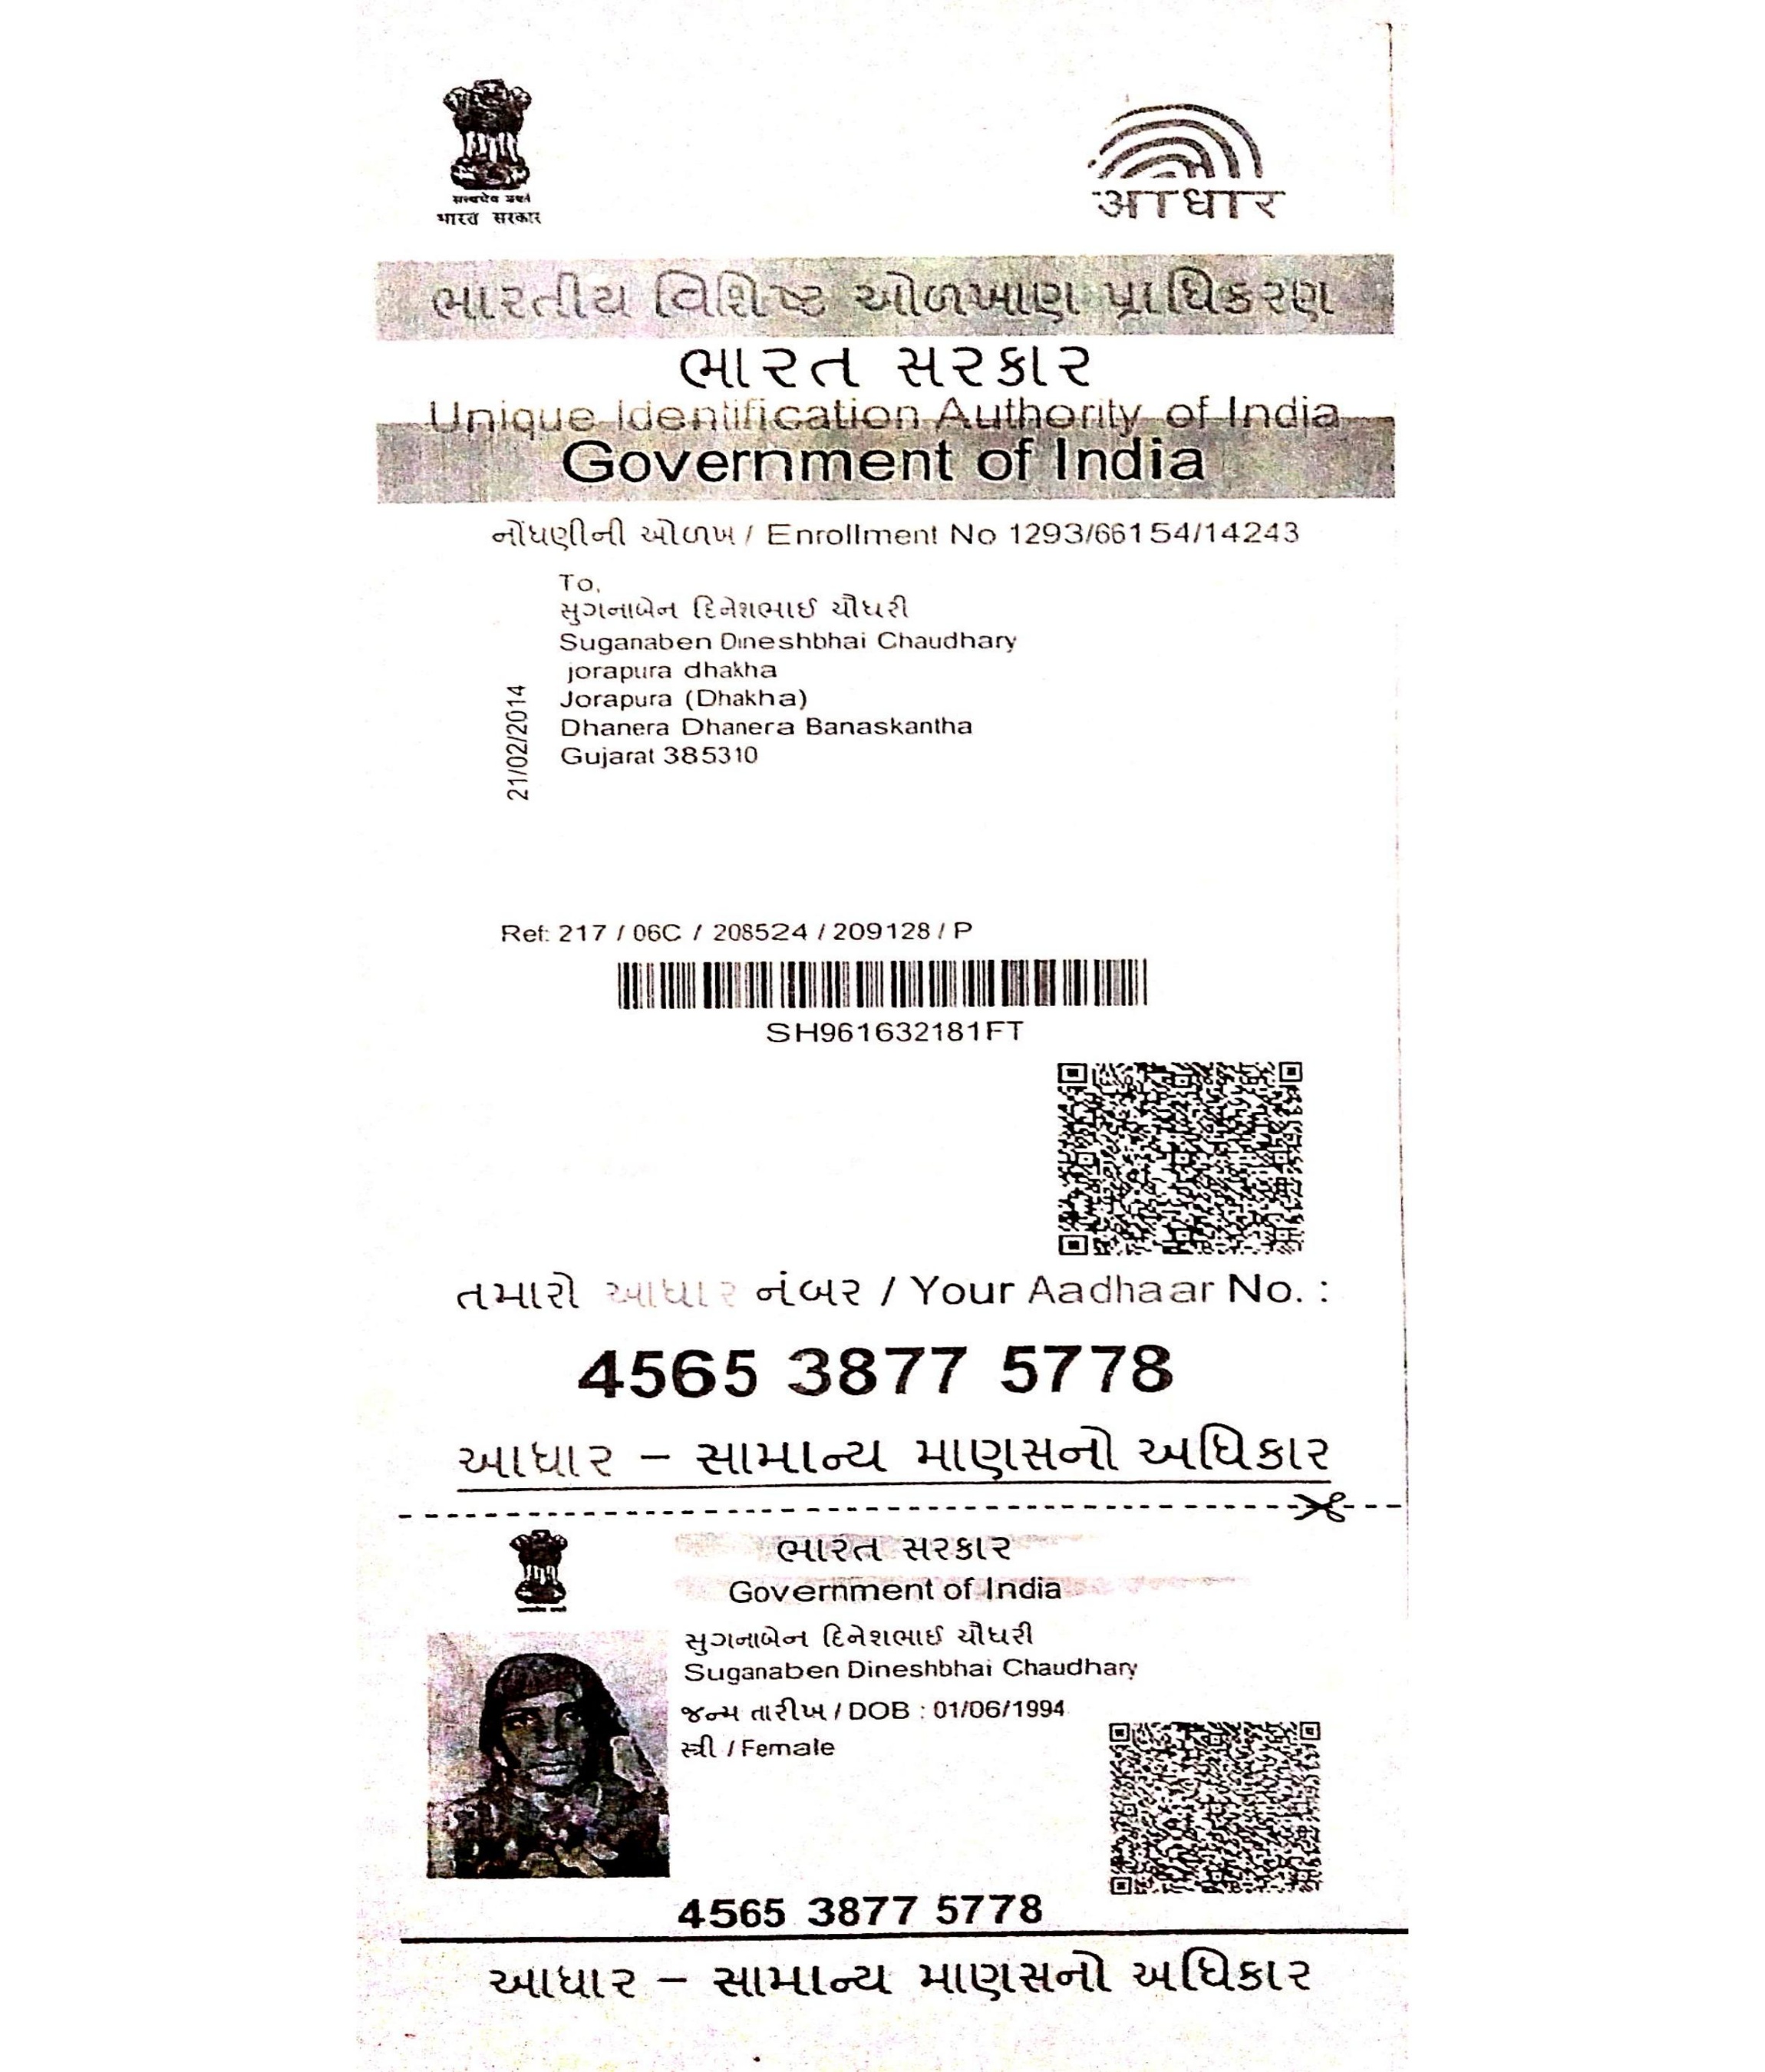 भारत सरकार
आधार
ભારતીય વિશિષ્ટ ઓળખાણ પ્રાધિકરણ
ભારત સરકાર
Unique Identification Authority of India
Government of India
નોંધણીની ઓળખ / Enrollment No 1293/66154/14243
To,
સુગનાબેન દિનેશભાઈ ચૌધરી
Suganaben Dineshbhai Chaudhary
jorapura dhakha
Jorapura (Dhakha)
Dhanera Dhanera Banaskantha
Gujarat 385310
21/02/2014
Ref: 217 / 06C / 208524 / 209128 / P
SH961632181FT
તમારો આધાર નંબર / Your Aadhaar No. :
4565 3877 5778
આધાર – સામાન્ય માણસનો અધિકાર
ભારત સરકાર
Government of India
સુગનાબેન દિનેશભાઈ ચૌધરી
Suganaben Dineshbhai Chaudhary
જન્મ તારીખ / DOB : 01/06/1994
સ્ત્રી / Female
4565 3877 5778
આધાર – સામાન્ય માણસનો અધિકાર